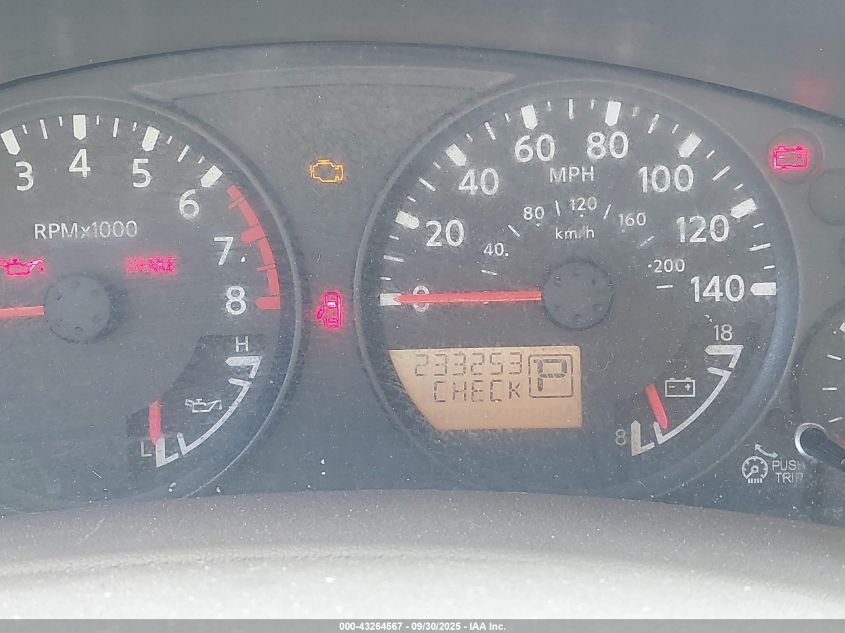 3 4 5 6 7 8
RPMx1000
BRAKE
H
L
0 20 40 60 80 100 120 140
MPH
40 80 120 160 200
km/h
233253
CHECK P
18
8
PUSH
TRIP
000-43264567 - 09/30/2025 - IAA Inc.